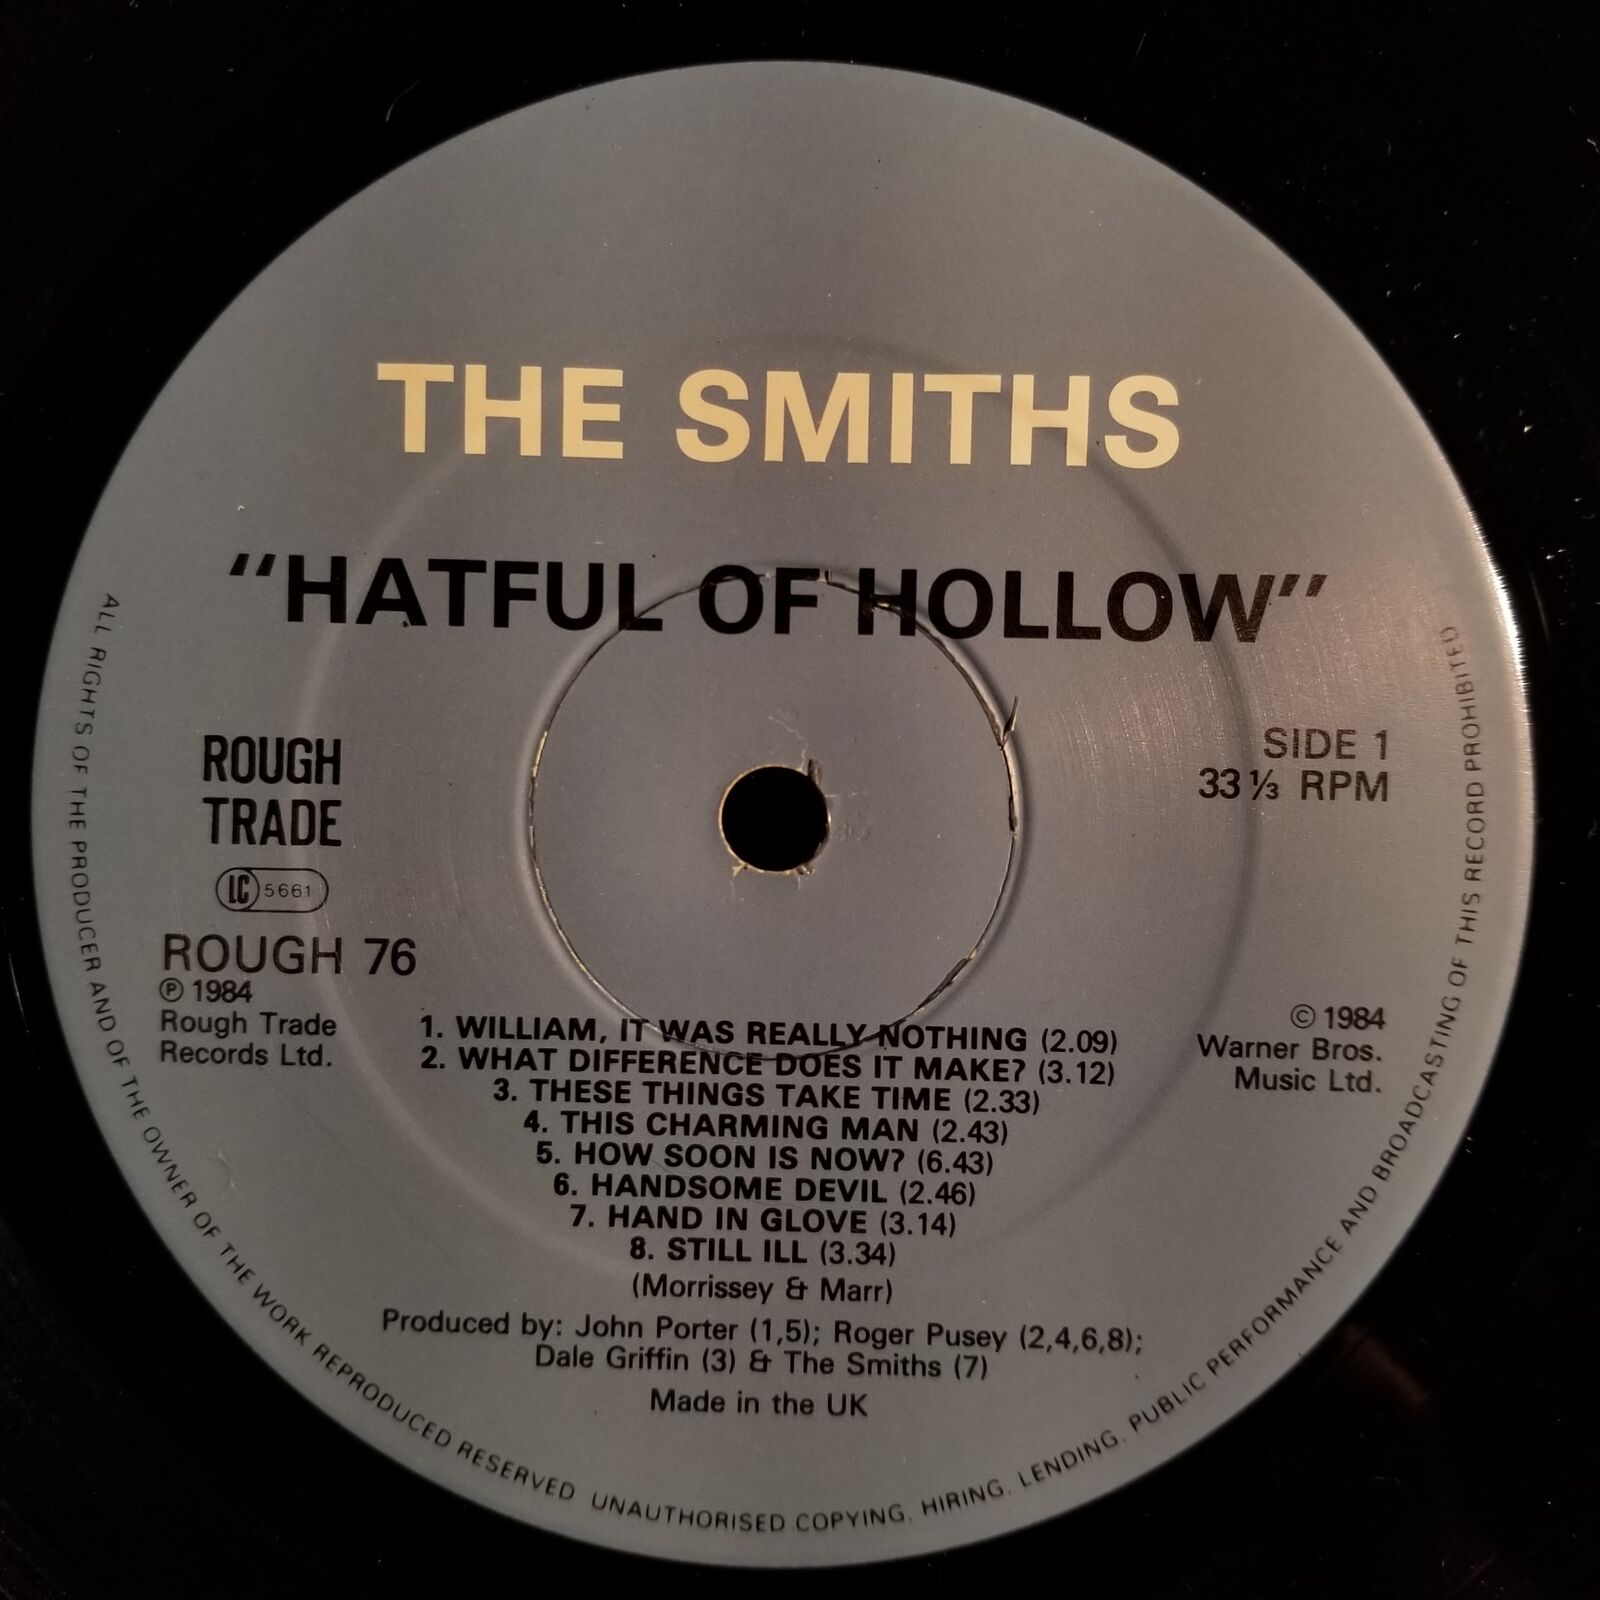 THE SMITHS
"HATFUL OF HOLLOW"
ROUGH
TRADE
LC 5661
SIDE 1
33 ⅓ RPM
ROUGH 76
℗ 1984
Rough Trade
Records Ltd.
© 1984
Warner Bros.
Music Ltd.
1. WILLIAM, IT WAS REALLY NOTHING (2.09)
2. WHAT DIFFERENCE DOES IT MAKE? (3.12)
3. THESE THINGS TAKE TIME (2.33)
4. THIS CHARMING MAN (2.43)
5. HOW SOON IS NOW? (6.43)
6. HANDSOME DEVIL (2.46)
7. HAND IN GLOVE (3.14)
8. STILL ILL (3.34)
(Morrissey & Marr)
Produced by: John Porter (1,5); Roger Pusey (2,4,6,8);
Dale Griffin (3) & The Smiths (7)
Made in the UK
ALL RIGHTS OF THE PRODUCER AND OF THE OWNER OF THE WORK REPRODUCED RESERVED UNAUTHORISED COPYING, HIRING, LENDING, PUBLIC PERFORMANCE AND BROADCASTING OF THIS RECORD PROHIBITED